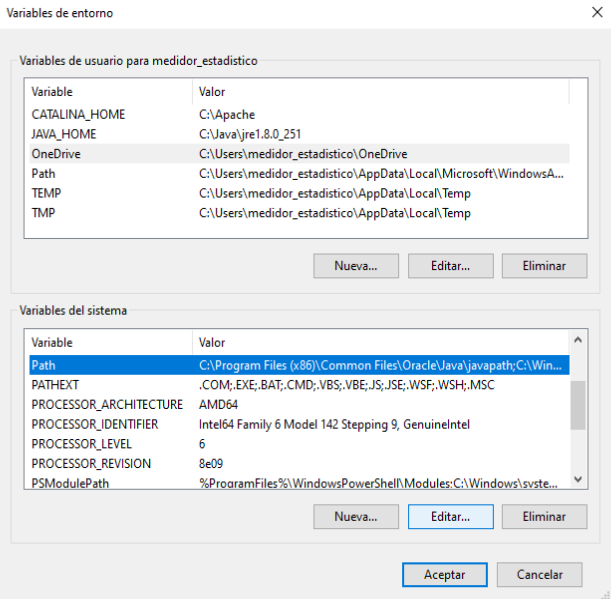 Variables de entorno
Variables de usuario para medidor_estadistico
Variable Valor
CATALINA_HOME C:\Apache
JAVA_HOME C:\Java\jre1.8.0_251
OneDrive C:\Users\medidor_estadistico\OneDrive
Path C:\Users\medidor_estadistico\AppData\Local\Microsoft\WindowsA...
TEMP C:\Users\medidor_estadistico\AppData\Local\Temp
TMP C:\Users\medidor_estadistico\AppData\Local\Temp
Nueva... Editar... Eliminar
Variables del sistema
Variable Valor
Path C:\Program Files (x86)\Common Files\Oracle\Java\javapath;C:\Win...
PATHEXT .COM;.EXE;.BAT;.CMD;.VBS;.VBE;.JS;.JSE;.WSF;.WSH;.MSC
PROCESSOR_ARCHITECTURE AMD64
PROCESSOR_IDENTIFIER Intel64 Family 6 Model 142 Stepping 9, GenuineIntel
PROCESSOR_LEVEL 6
PROCESSOR_REVISION 8e09
PSModulePath %ProgramFiles%\WindowsPowerShell\Modules;C:\Windows\syste...
Nueva... Editar... Eliminar
Aceptar Cancelar